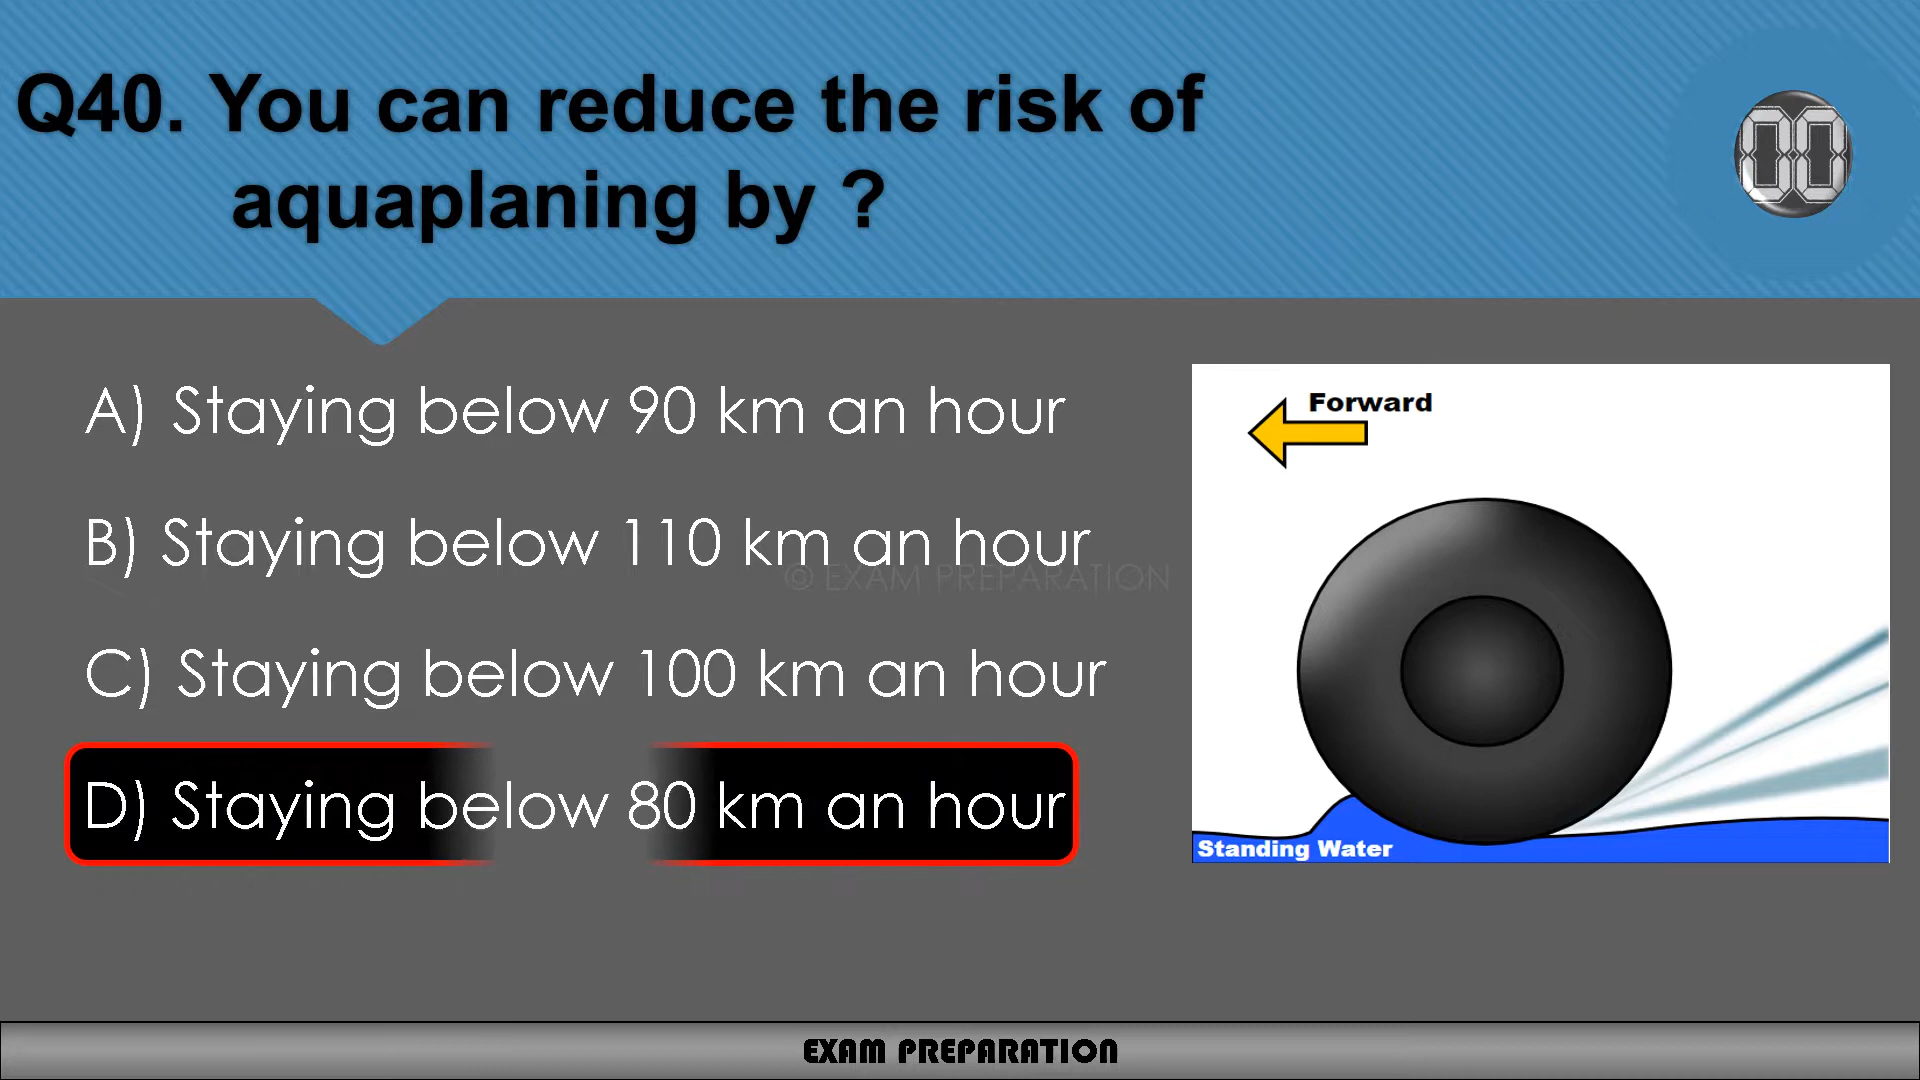 Q40. You can reduce the risk of
aquaplaning by ?
00
A) Staying below 90 km an hour
B) Staying below 110 km an hour
© EXAM PREPARATION
C) Staying below 100 km an hour
D) Staying below 80 km an hour
Forward
Standing Water
EXAM PREPARATION